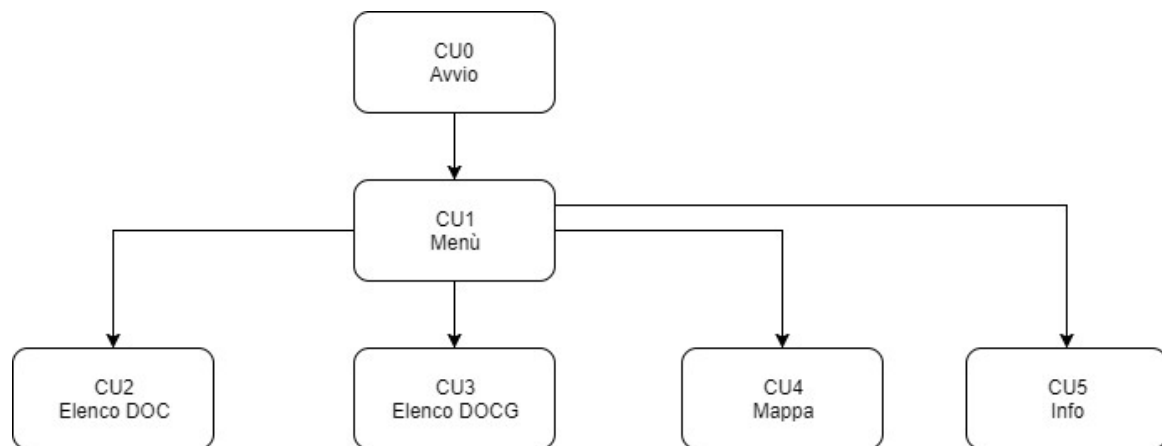 CU0
Avvio
CU1
Menù
CU2
Elenco DOC
CU3
Elenco DOCG
CU4
Mappa
CU5
Info